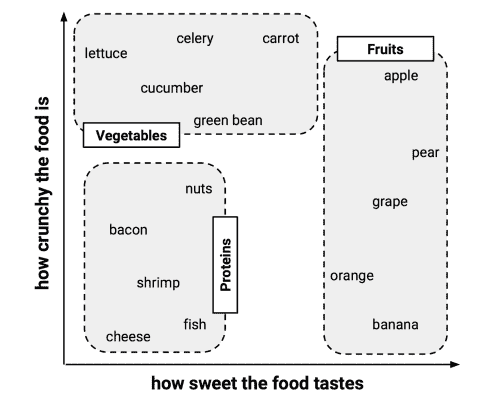 Fruits
celery
carrot
lettuce
apple
cucumber
green bean
Vegetables
pear
nuts
grape
bacon
Proteins
orange
shrimp
fish
banana
cheese
how crunchy the food is
how sweet the food tastes